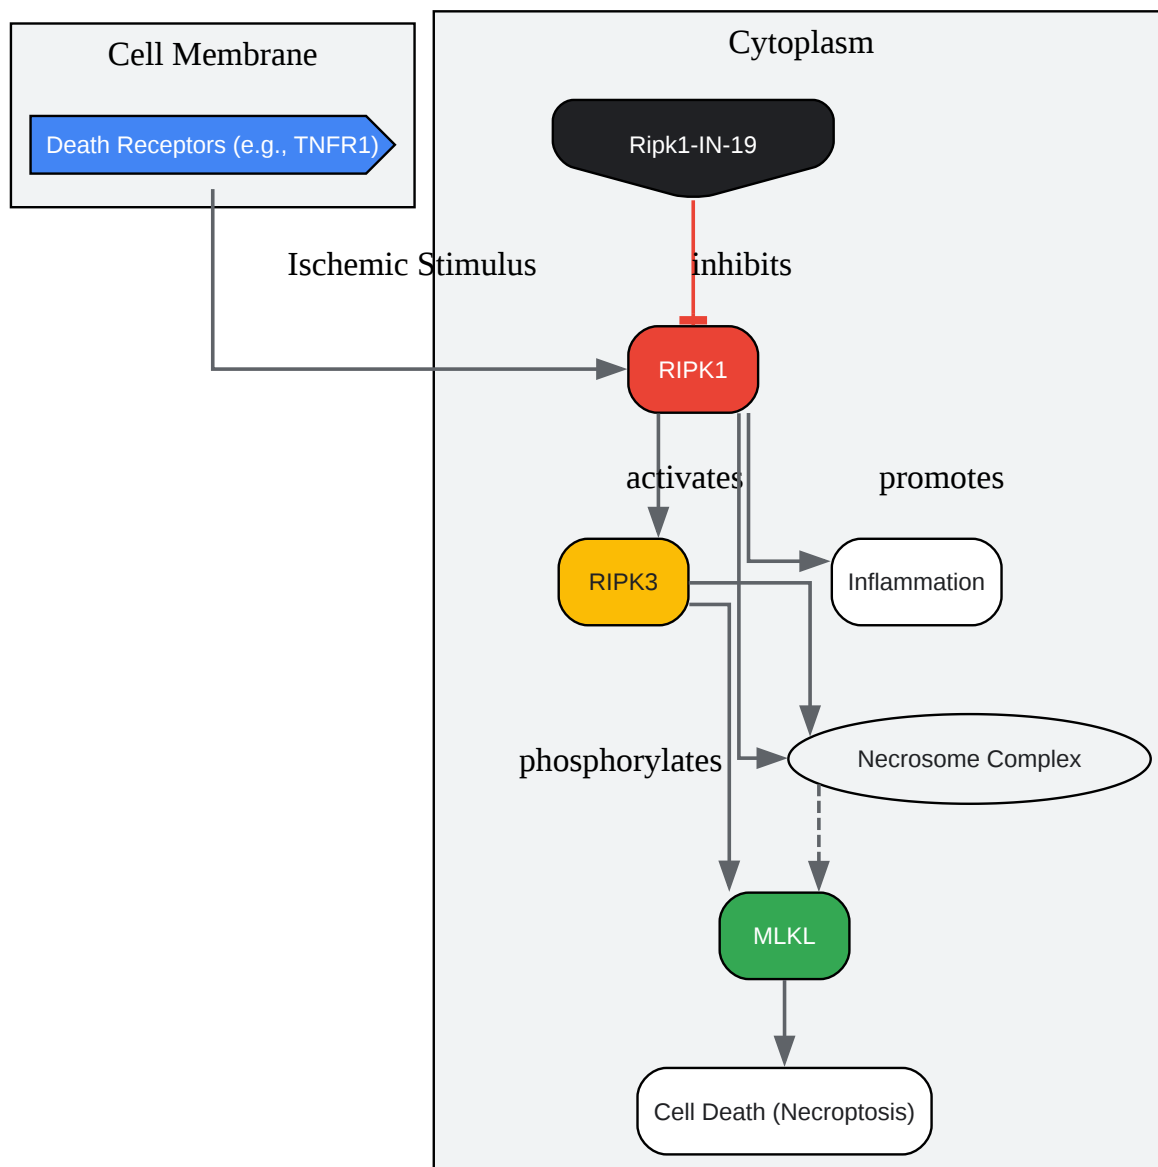 Cell Membrane
Cytoplasm
Death Receptors (e.g., TNFR1)
Ripk1-IN-19
Ischemic Stimulus
inhibits
RIPK1
activates
promotes
RIPK3
Inflammation
phosphorylates
Necrosome Complex
MLKL
Cell Death (Necroptosis)